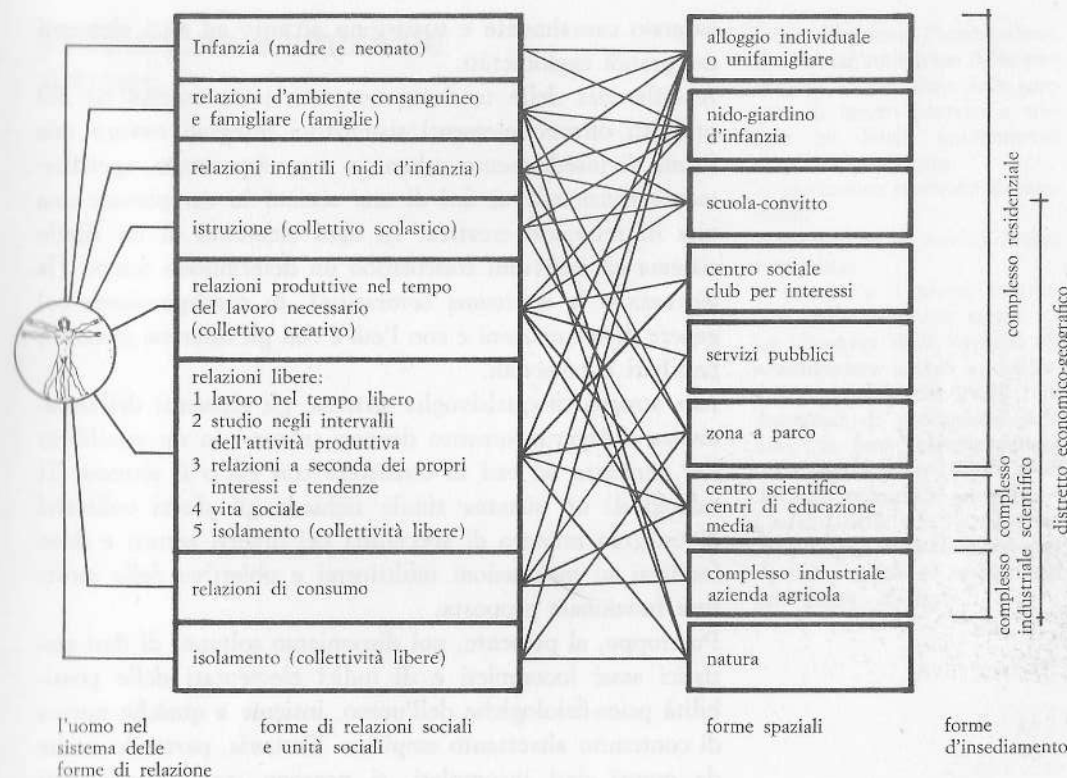 Infanzia (madre e neonato)
relazioni d'ambiente consanguineo
e famigliare (famiglie)
relazioni infantili (nidi d'infanzia)
istruzione (collettivo scolastico)
relazioni produttive nel tempo
del lavoro necessario
(collettivo creativo)
relazioni libere:
1 lavoro nel tempo libero
2 studio negli intervalli
dell'attività produttiva
3 relazioni a seconda dei propri
interessi e tendenze
4 vita sociale
5 isolamento (collettività libere)
relazioni di consumo
isolamento (collettività libere)
alloggio individuale
o unifamigliare
nido-giardino
d'infanzia
scuola-convitto
centro sociale
club per interessi
servizi pubblici
zona a parco
centro scientifico
centri di educazione
media
complesso industriale
azienda agricola
natura
complesso residenziale
complesso
industriale
complesso
scientifico
distretto economico-geografico
l'uomo nel
sistema delle
forme di relazione
forme di relazioni sociali
e unità sociali
forme spaziali
forme
d'insediamento